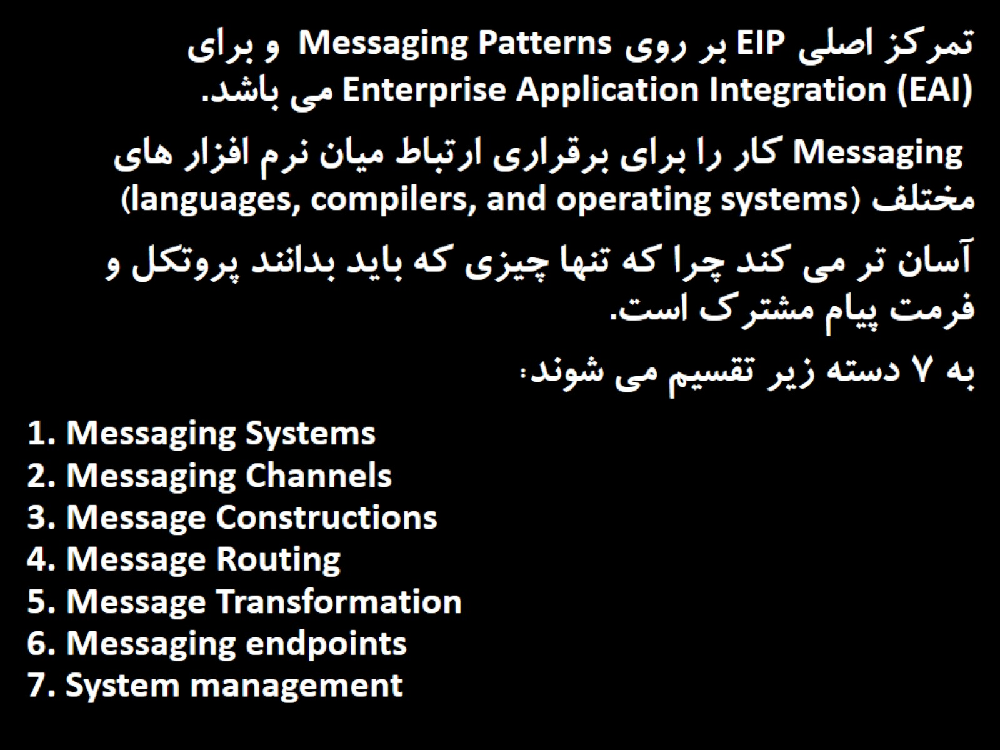 تمرکز اصلی EIP بر روی Messaging Patterns و برای
Enterprise Application Integration (EAI) می باشد.
Messaging کار را برای برقراری ارتباط میان نرم افزار های
مختلف (languages, compilers, and operating systems)
آسان تر می کند چرا که تنها چیزی که باید بدانند پروتکل و
فرمت پیام مشترک است.
به ۷ دسته زیر تقسیم می شوند:
1. Messaging Systems
2. Messaging Channels
3. Message Constructions
4. Message Routing
5. Message Transformation
6. Messaging endpoints
7. System management